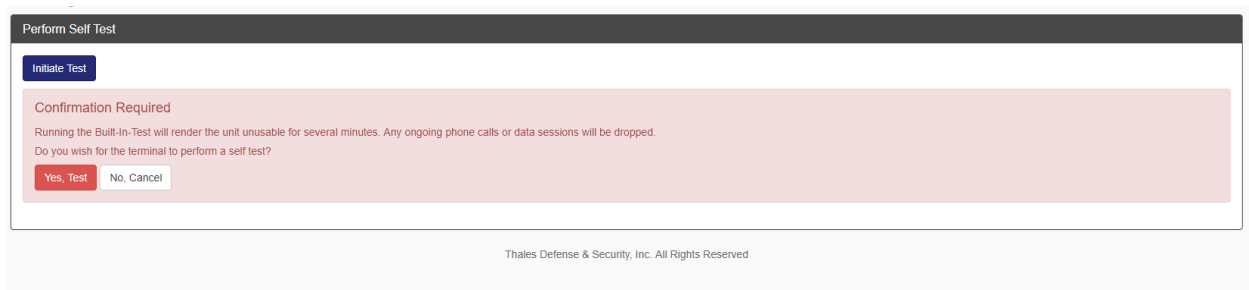 Perform Self Test
Initiate Test
Confirmation Required
Running the Built-In-Test will render the unit unusable for several minutes. Any ongoing phone calls or data sessions will be dropped.
Do you wish for the terminal to perform a self test?
Yes, Test No, Cancel
Thales Defense & Security, Inc. All Rights Reserved